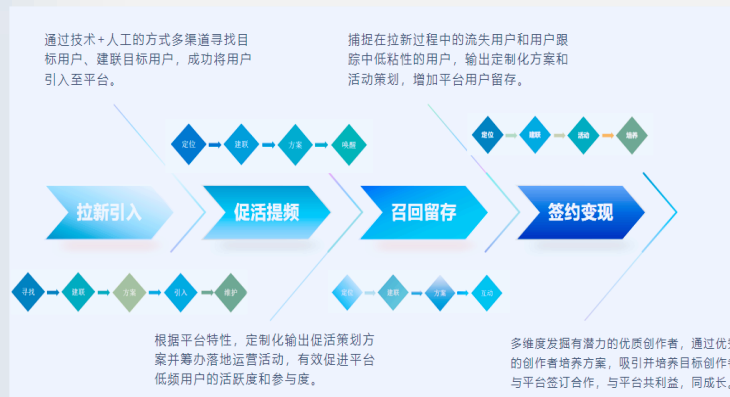 通过技术+人工的方式多渠道寻找目
标用户、建联目标用户，成功将用户
引入至平台。
捕捉在拉新过程中的流失用户和用户跟
踪中低粘性的用户，输出定制化方案和
活动策划，增加平台用户留存。
定位 建联 方案 唤醒
定位 建联 活动 培养
拉新引入 促活提频 召回留存 签约变现
寻找 建联 方案 引入 维护
定位 建联 方案 互动
根据平台特性，定制化输出促活策划方
案并筹办落地运营活动，有效促进平台
低频用户的活跃度和参与度。
多维度发掘有潜力的优质创作者，通过优
的创作者培养方案，吸引并培养目标创作
与平台签订合作，与平台共利益，同成长。